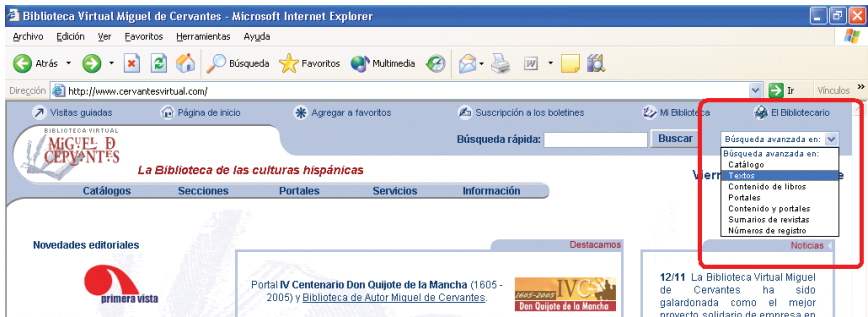 Biblioteca Virtual Miguel de Cervantes - Microsoft Internet Explorer
Archivo Edición Ver Favoritos Herramientas Ayuda
Atrás Búsqueda Favoritos Multimedia
Dirección http://www.cervantesvirtual.com/ Ir Vínculos »
Visitas guiadas Página de inicio Agregar a favoritos Suscripción a los boletines Mi Biblioteca El Bibliotecario
BIBLIOTECA VIRTUAL
MIGVEL D
CERVANTES
Búsqueda rápida: Buscar Búsqueda avanzada en:
La Biblioteca de las culturas hispánicas
Búsqueda avanzada en:
Catálogo
Textos
Contenido de libros
Portales
Contenido y portales
Sumarios de revistas
Números de registro
Viern
Catálogos Secciones Portales Servicios Información
Novedades editoriales
primera vista
Destacamos
Portal IV Centenario Don Quijote de la Mancha (1605 -
2005) y Biblioteca de Autor Miguel de Cervantes.
1605-2005 IVC
Don Quijote de la Mancha
Noticias
12/11 La Biblioteca Virtual Miguel
de Cervantes ha sido
galardonada como el mejor
proyecto solidario de empresa en